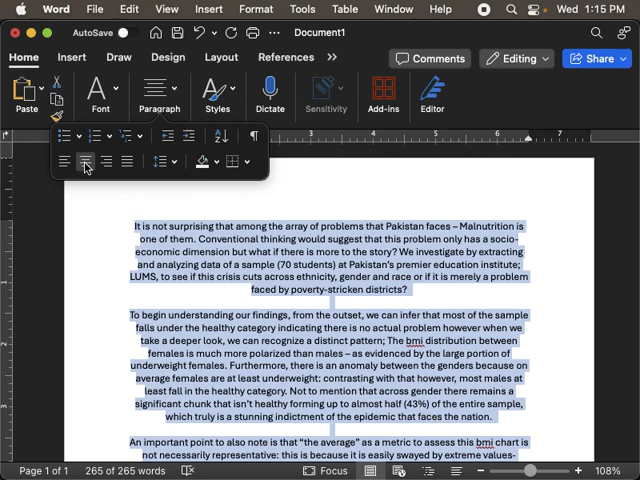 Word File Edit View Insert Format Tools Table Window Help Wed 1:15 PM
AutoSave Document1
Home Insert Draw Design Layout References Comments Editing Share
Paste Font Paragraph Styles Dictate Sensitivity Add-ins Editor
3 4 5 6 7
It is not surprising that among the array of problems that Pakistan faces – Malnutrition is
one of them. Conventional thinking would suggest that this problem only has a socio-
economic dimension but what if there is more to the story? We investigate by extracting
and analyzing data of a sample (70 students) at Pakistan's premier education institute;
LUMS, to see if this crisis cuts across ethnicity, gender and race or if it is merely a problem
faced by poverty-stricken districts?
To begin understanding our findings, from the outset, we can infer that most of the sample
falls under the healthy category indicating there is no actual problem however when we
take a deeper look, we can recognize a distinct pattern; The bmi distribution between
females is much more polarized than males – as evidenced by the large portion of
underweight females. Furthermore, there is an anomaly between the genders because on
average females are at least underweight: contrasting with that however, most males at
least fall in the healthy category. Not to mention that across gender there remains a
significant chunk that isn't healthy forming up to almost half (43%) of the entire sample,
which truly is a stunning indictment of the epidemic that faces the nation.
An important point to also note is that "the average" as a metric to assess this bmi chart is
not necessarily representative: this is because it is easily swayed by extreme values-
1
2
3
Page 1 of 1 265 of 265 words Focus 108%